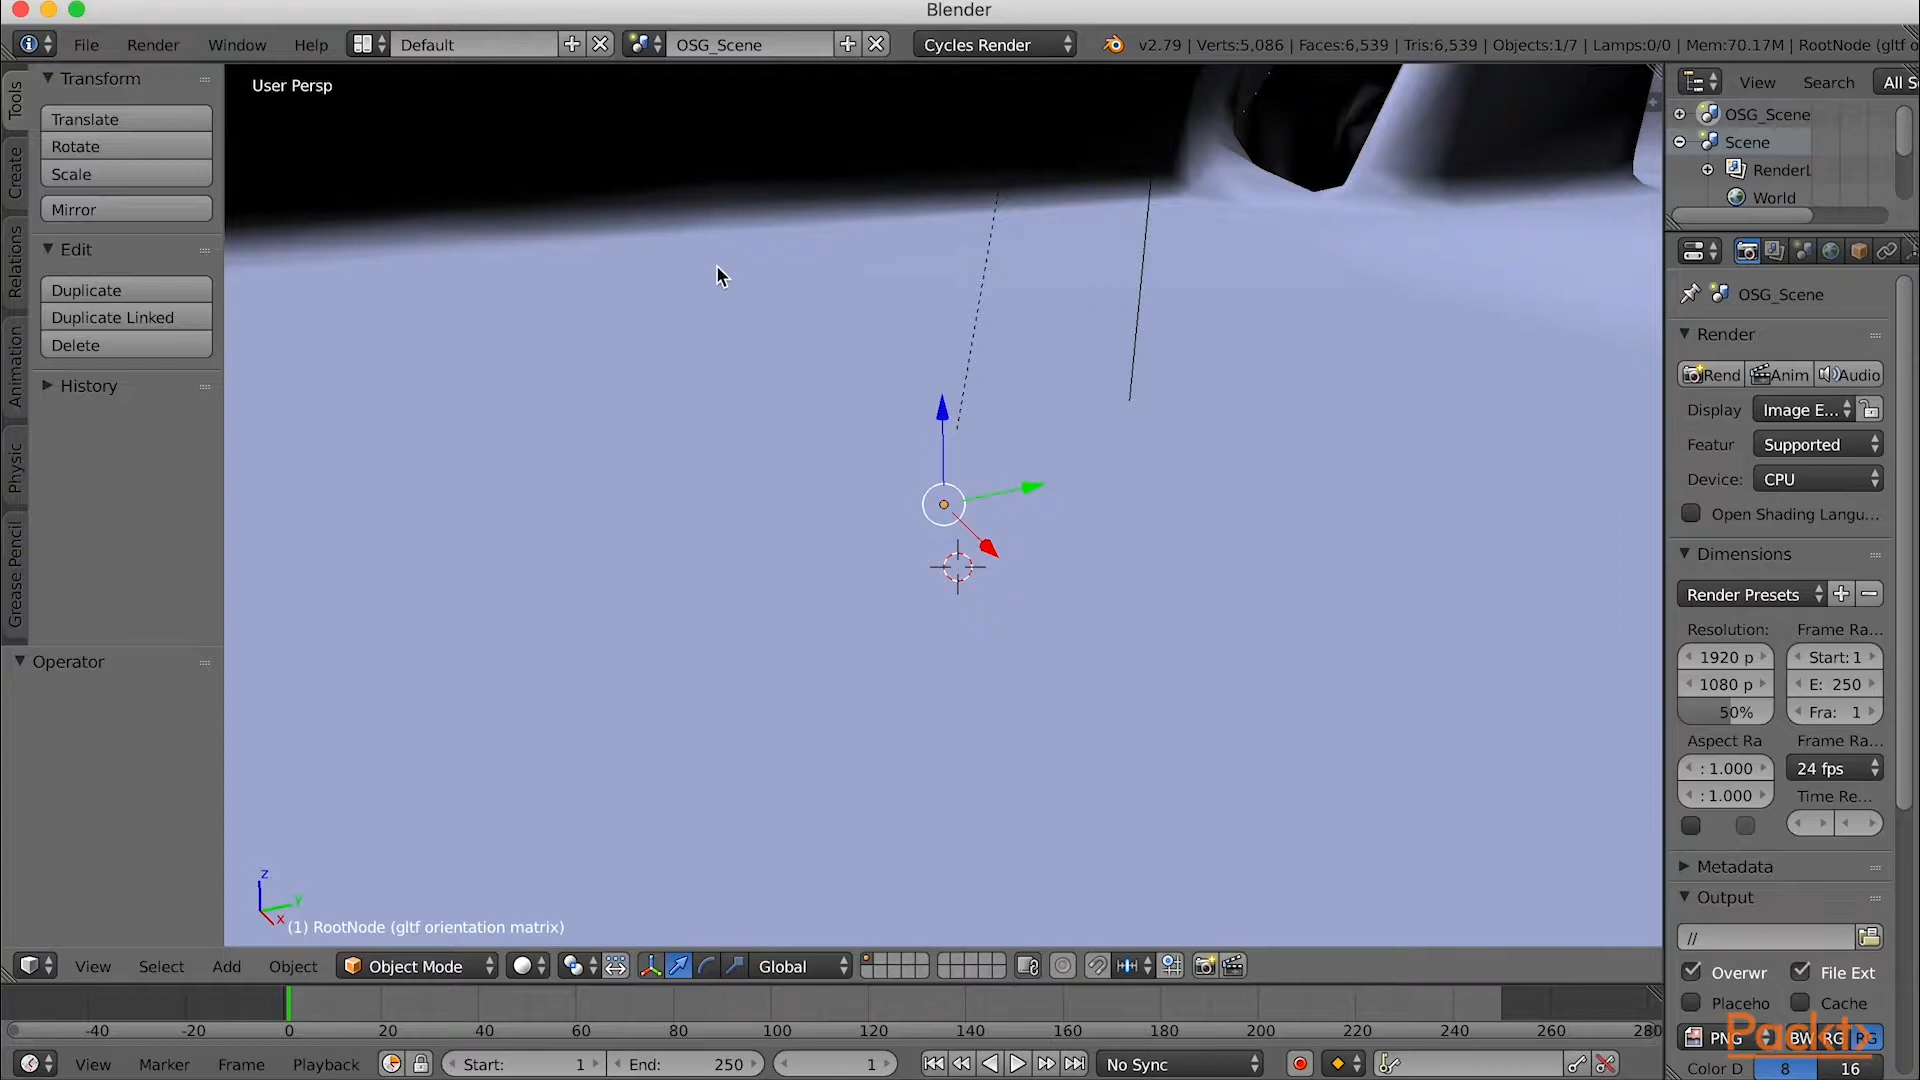 Blender
File Render Window Help Default OSG_Scene Cycles Render v2.79 | Verts:5,086 | Faces:6,539 | Tris:6,539 | Objects:1/7 | Lamps:0/0 | Mem:70.17M | RootNode (gltf o
Tools
Create
Relations
Animation
Physic
Grease Pencil
Transform
Translate
Rotate
Scale
Mirror
Edit
Duplicate
Duplicate Linked
Delete
History
Operator
User Persp
z
Y
X
(1) RootNode (gltf orientation matrix)
View Search All S
OSG_Scene
Scene
RenderL
World
OSG_Scene
Render
Rend Anim Audio
Display Image E...
Featur Supported
Device: CPU
Open Shading Langu...
Dimensions
Render Presets
Resolution: Frame Ra...
1920 p Start: 1
1080 p E: 250
50% Fra: 1
Aspect Ra Frame Ra...
: 1.000 24 fps
: 1.000 Time Re...
Metadata
Output
//
Overwr File Ext
Placeho Cache
PNG BW RG RG
Color D 8 16
Packt>
View Select Add Object Object Mode Global
-40 -20 0 20 40 60 80 100 120 140 160 180 200 220 240 260 280
View Marker Frame Playback Start: 1 End: 250 1 No Sync